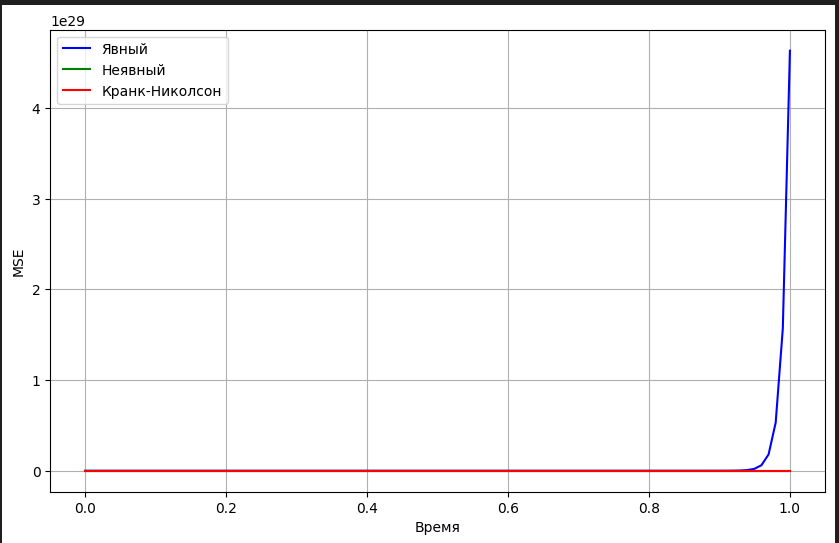 1e29
Явный
Неявный
Кранк-Николсон
4
3
2
1
0
MSE
0.0 0.2 0.4 0.6 0.8 1.0
Время